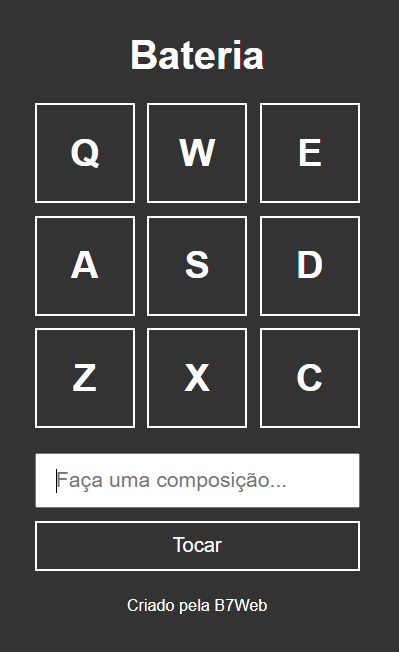 Bateria
Q W E
A S D
Z X C
Faça uma composição...
Tocar
Criado pela B7Web